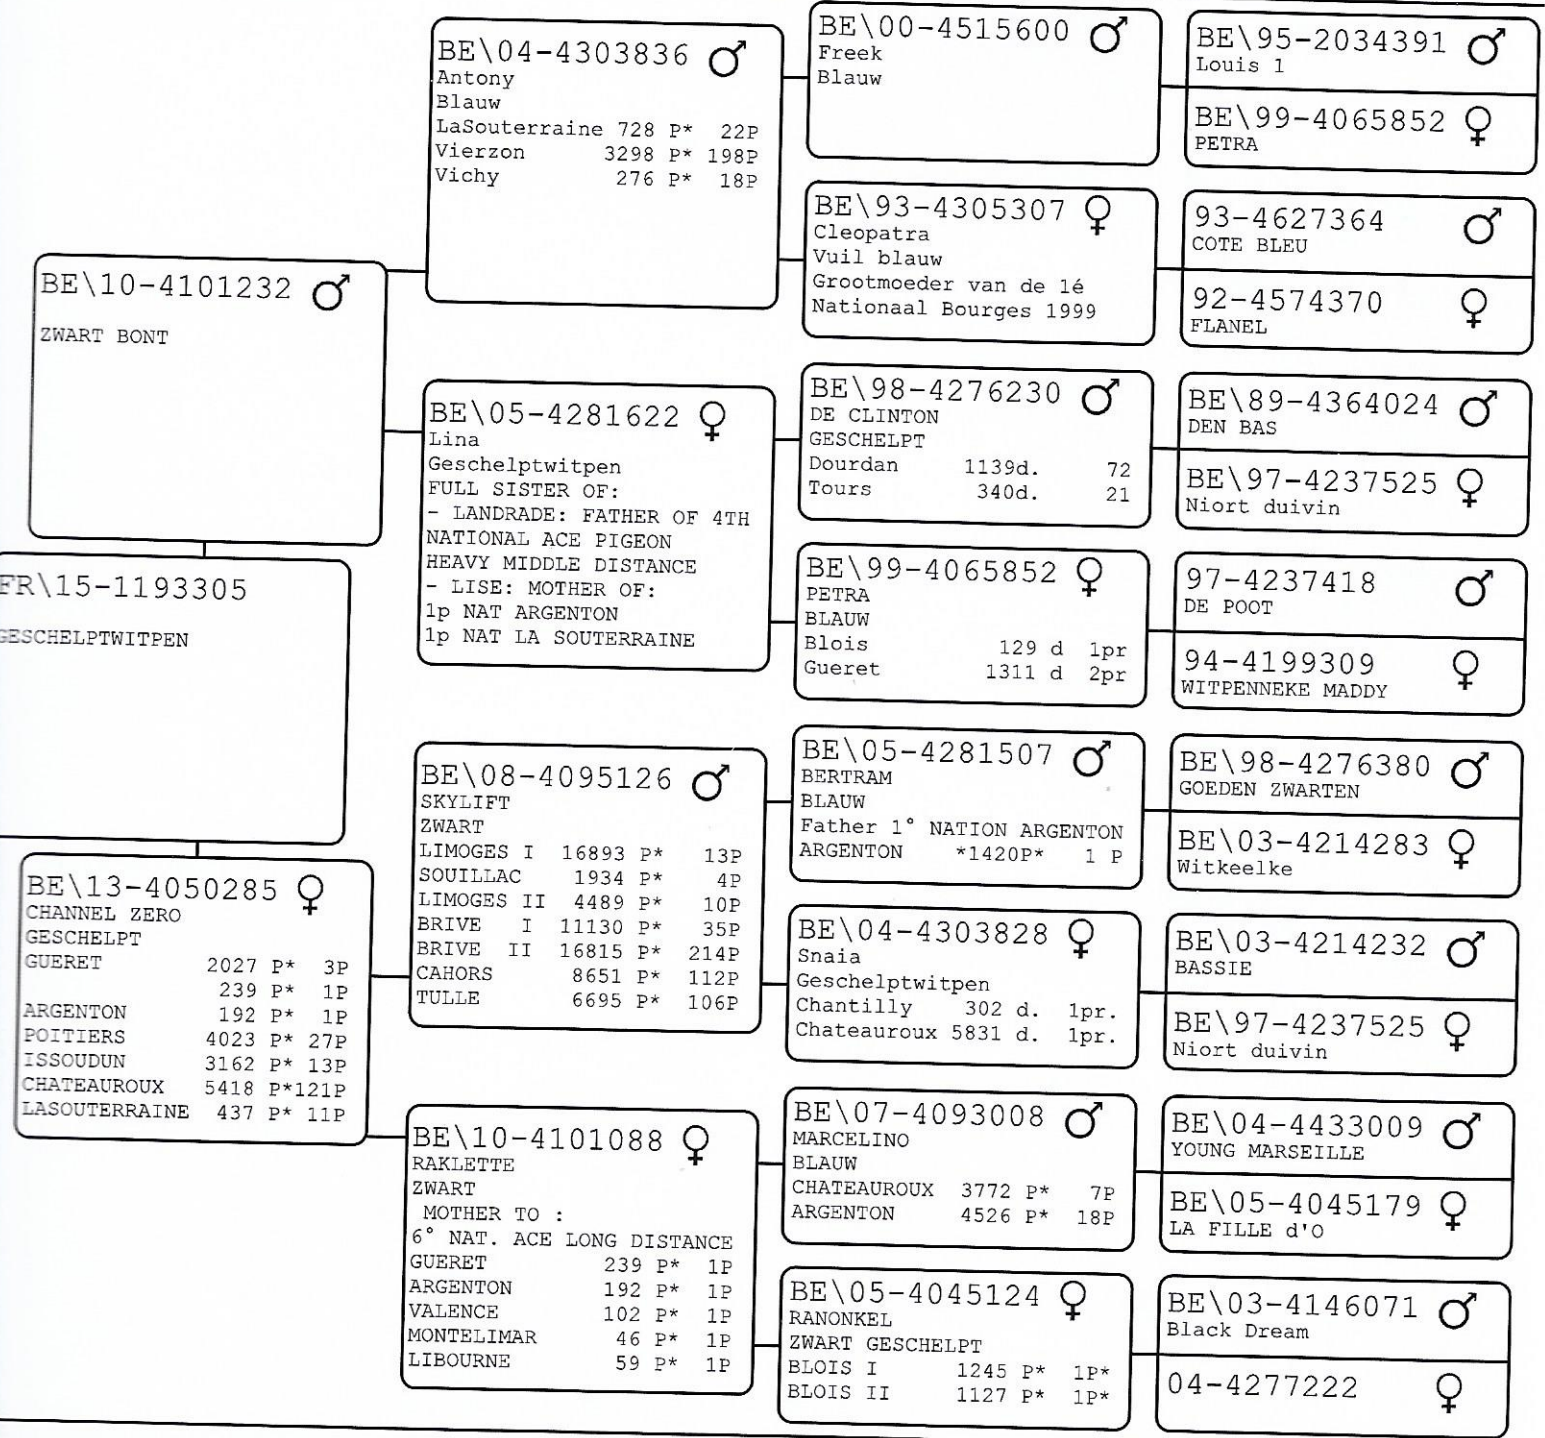 BE\10-4101232 ♂
ZWART BONT
FR\15-1193305
GESCHELPTWITPEN
BE\13-4050285 ♀
CHANNEL ZERO
GESCHELPT
GUERET 2027 P* 3P
239 P* 1P
ARGENTON 192 P* 1P
POITIERS 4023 P* 27P
ISSOUDUN 3162 P* 13P
CHATEAUROUX 5418 P*121P
LASOUTERRAINE 437 P* 11P
BE\04-4303836 ♂
Antony
Blauw
LaSouterraine 728 P* 22P
Vierzon 3298 P* 198P
Vichy 276 P* 18P
BE\05-4281622 ♀
Lina
Geschelptwitpen
FULL SISTER OF:
- LANDRADE: FATHER OF 4TH
NATIONAL ACE PIGEON
HEAVY MIDDLE DISTANCE
- LISE: MOTHER OF:
1p NAT ARGENTON
1p NAT LA SOUTERRAINE
BE\08-4095126 ♂
SKYLIFT
ZWART
LIMOGES I 16893 P* 13P
SOUILLAC 1934 P* 4P
LIMOGES II 4489 P* 10P
BRIVE I 11130 P* 35P
BRIVE II 16815 P* 214P
CAHORS 8651 P* 112P
TULLE 6695 P* 106P
BE\10-4101088 ♀
RAKLETTE
ZWART
MOTHER TO :
6° NAT. ACE LONG DISTANCE
GUERET 239 P* 1P
ARGENTON 192 P* 1P
VALENCE 102 P* 1P
MONTELIMAR 46 P* 1P
LIBOURNE 59 P* 1P
BE\00-4515600 ♂
Freek
Blauw
BE\93-4305307 ♀
Cleopatra
Vuil blauw
Grootmoeder van de 1é
Nationaal Bourges 1999
BE\98-4276230 ♂
DE CLINTON
GESCHELPT
Dourdan 1139d. 72
Tours 340d. 21
BE\99-4065852 ♀
PETRA
BLAUW
Blois 129 d 1pr
Gueret 1311 d 2pr
BE\05-4281507 ♂
BERTRAM
BLAUW
Father 1° NATION ARGENTON
ARGENTON *1420P* 1 P
BE\04-4303828 ♀
Snaia
Geschelptwitpen
Chantilly 302 d. 1pr.
Chateauroux 5831 d. 1pr.
BE\07-4093008 ♂
MARCELINO
BLAUW
CHATEAUROUX 3772 P* 7P
ARGENTON 4526 P* 18P
BE\05-4045124 ♀
RANONKEL
ZWART GESCHELPT
BLOIS I 1245 P* 1P*
BLOIS II 1127 P* 1P*
BE\95-2034391 ♂
Louis 1
BE\99-4065852 ♀
PETRA
93-4627364 ♂
COTE BLEU
92-4574370 ♀
FLANEL
BE\89-4364024 ♂
DEN BAS
BE\97-4237525 ♀
Niort duivin
97-4237418 ♂
DE POOT
94-4199309 ♀
WITPENNEKE MADDY
BE\98-4276380 ♂
GOEDEN ZWARTEN
BE\03-4214283 ♀
Witkeelke
BE\03-4214232 ♂
BASSIE
BE\97-4237525 ♀
Niort duivin
BE\04-4433009 ♂
YOUNG MARSEILLE
BE\05-4045179 ♀
LA FILLE d'O
BE\03-4146071 ♂
Black Dream
04-4277222 ♀